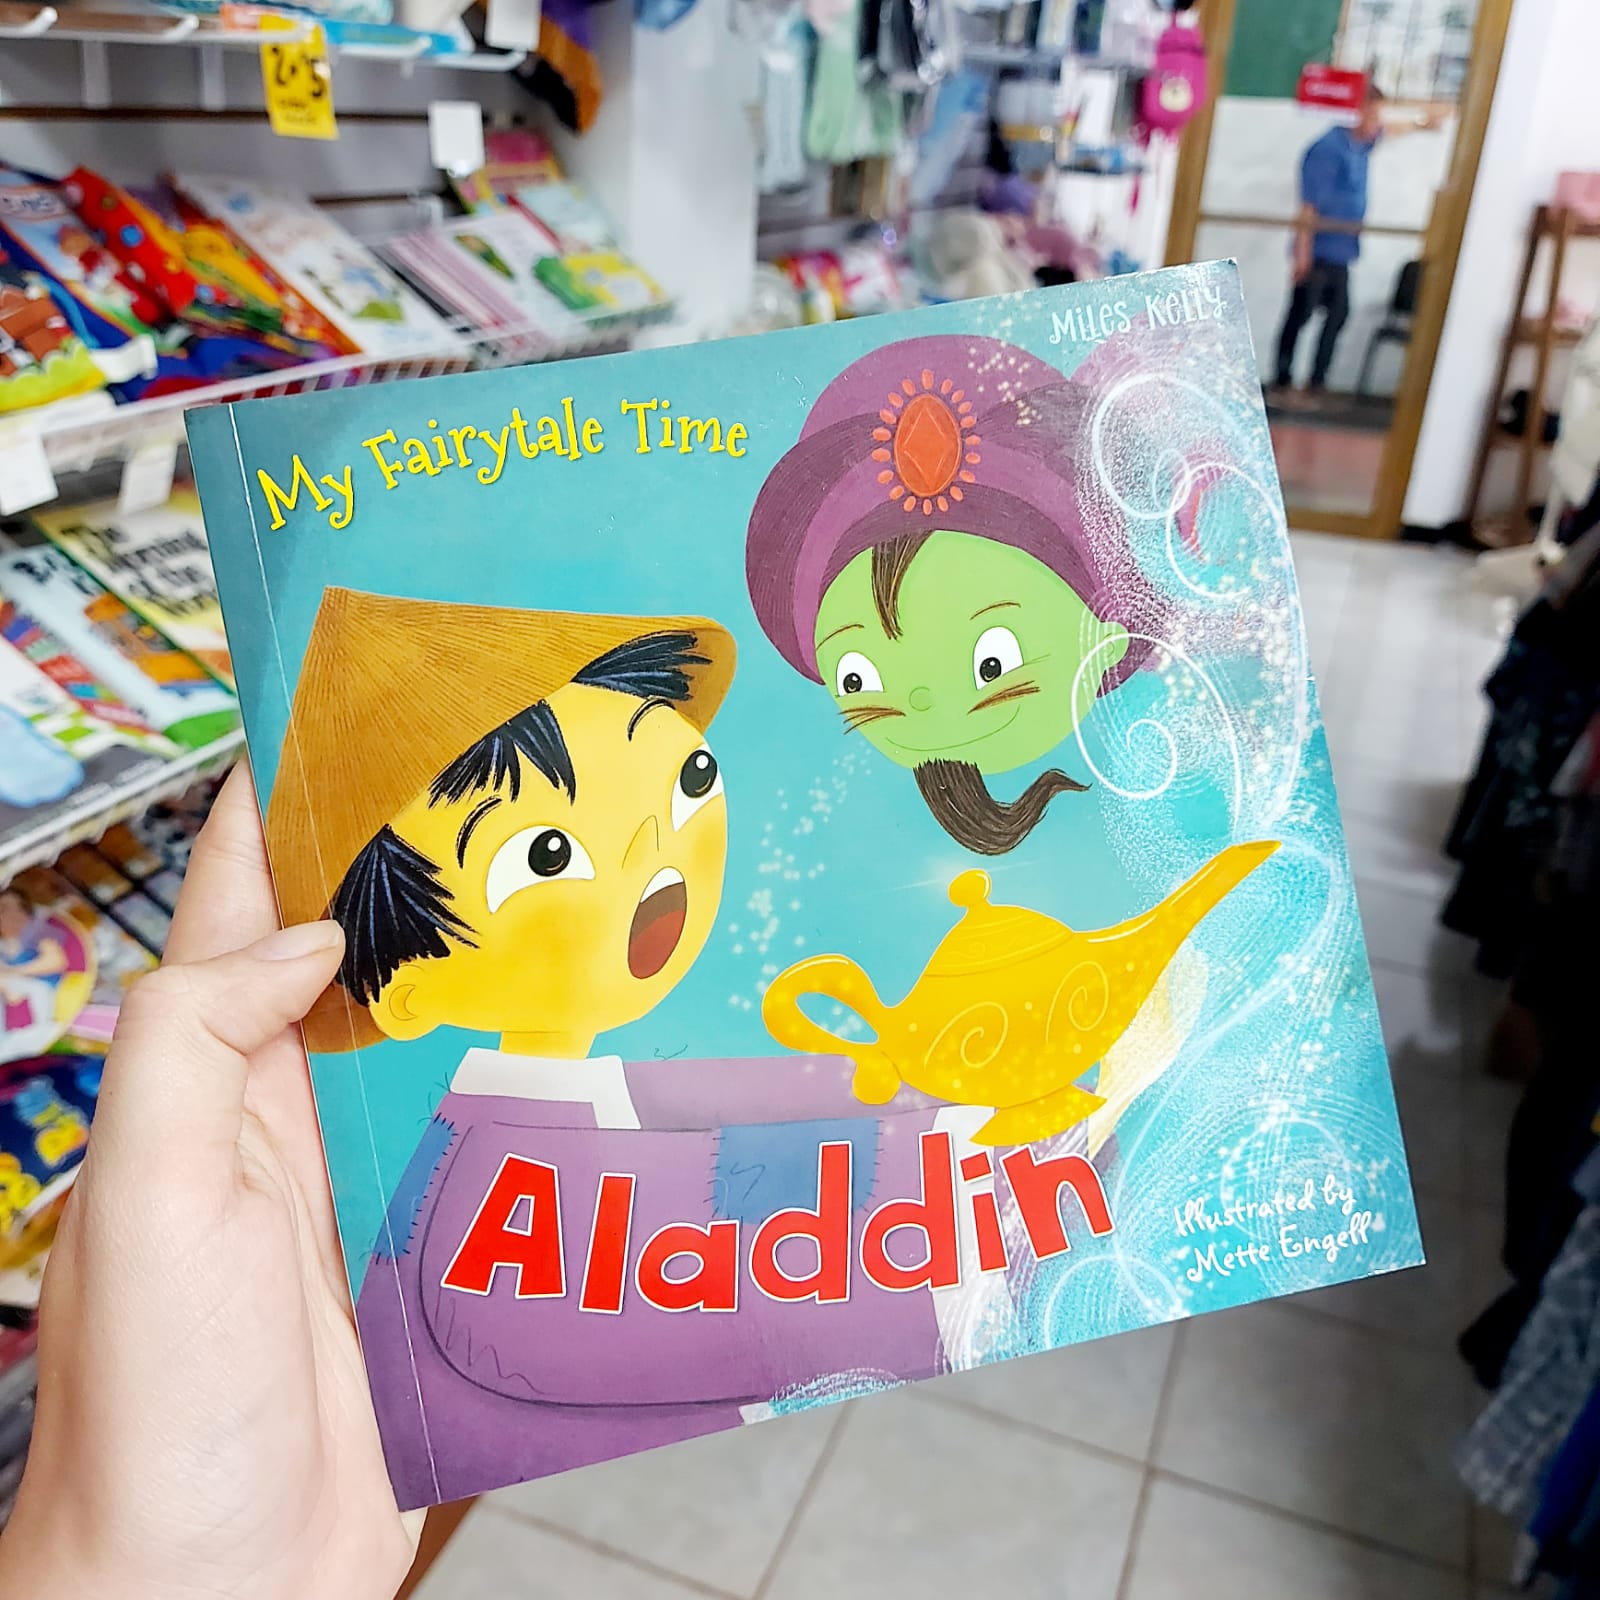 MiLes KeLLy
My Fairytale Time
Aladdin
Illustrated by
Mette Engell